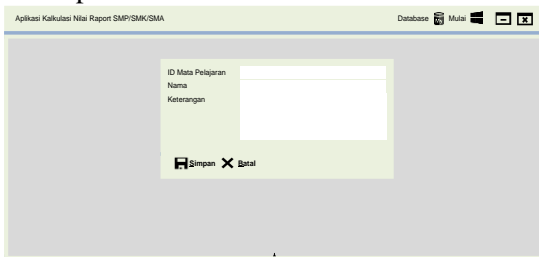 Aplikasi Kalkulasi Nilai Raport SMP/SMK/SMA Database Mulai
ID Mata Pelajaran
Nama
Keterangan
Simpan Batal